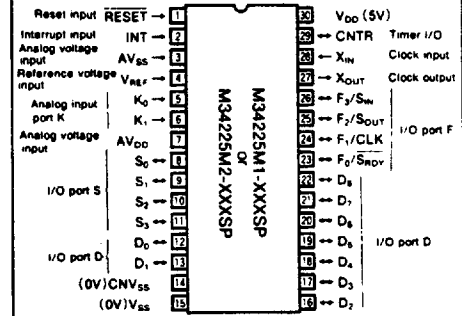 Reset input RESET → 1
Interrupt input INT → 2
Analog voltage input AVSS → 3
Reference voltage input VREF → 4
Analog input port K
K0 → 5
K1 → 6
Analog voltage input AVDD 7
I/O port S
S0 ↔ 8
S1 ↔ 9
S2 ↔ 10
S3 ↔ 11
I/O port D
D0 ↔ 12
D1 ↔ 13
(0V)CNVSS 14
(0V)VSS 15
M34225M1-XXXSP
or
M34225M2-XXXSP
30 VDD (5V)
29 ↔ CNTR Timer I/O
28 ← XIN Clock input
27 → XOUT Clock output
26 ↔ F3/SIN
25 ↔ F2/SOUT
24 ↔ F1/CLK
23 ↔ F0/SRDY
I/O port F
22 ↔ D8
21 ↔ D7
20 ↔ D6
19 ↔ D5
18 ↔ D4
17 ↔ D3
16 ↔ D2
I/O port D